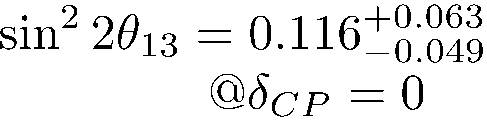 sin² 2θ₁₃ = 0.116⁺⁰·⁰⁶³₋₀.₀₄₉
@δ_CP = 0